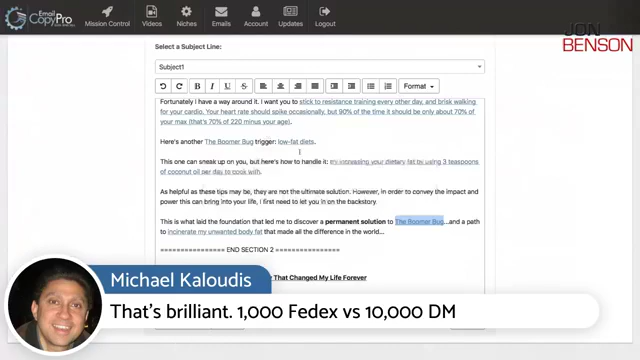 Email
CopyPro
Mission Control
Videos
Niches
Emails
Account
Updates
Logout
JON
BENSON
Select a Subject Line:
Subject1
B I U S
Format
Fortunately I have a way around it. I want you to stick to resistance training every other day, and brisk walking
for your cardio. Your heart rate should spike occasionally, but 90% of the time it should be only about 70% of
your max (that's 70% of 220 minus your age).
Here's another The Boomer Bug trigger: low-fat diets.
This one can sneak up on you, but here's how to handle it: try increasing your dietary fat by using 3 teaspoons
of coconut oil per day to cook with.
As helpful as these tips may be, they are not the ultimate solution. However, in order to convey the impact and
power this can bring into your life, I first need to let you in on the backstory.
This is what laid the foundation that led me to discover a permanent solution to The Boomer Bug...and a path
to incinerate my unwanted body fat that made all the difference in the world...
================ END SECTION 2 ================
That Changed My Life Forever
Michael Kaloudis
That's brilliant. 1,000 Fedex vs 10,000 DM